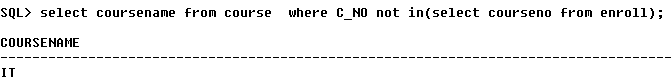 SQL> select coursename from course  where C_NO not in(select courseno from enroll);
COURSENAME
--------------------------------------------------------------------------------
IT